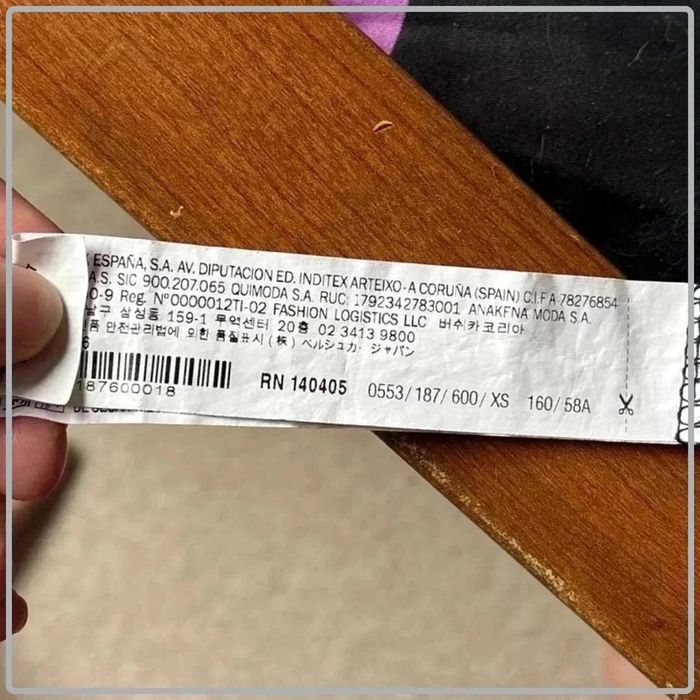 ESPAÑA, S.A. AV. DIPUTACION ED. INDITEX ARTEIXO-A CORUÑA (SPAIN) C.I.F A-78276854
A.S. SIC 900.207.065 QUIMODA S.A. RUC: 1792342783001 ANAKENA MODA S.A.
0-9 Reg. Nº0000012TI-02 FASHION LOGISTICS LLC 버슈카코리아
남구 삼성동 159-1 무역센터 20층 02 3413 9800
품 안전관리법에 의한 품질표시 (株) ベルシュカ・ジャパン
6
187600018
RN 140405 0553/187/600/XS 160/58A